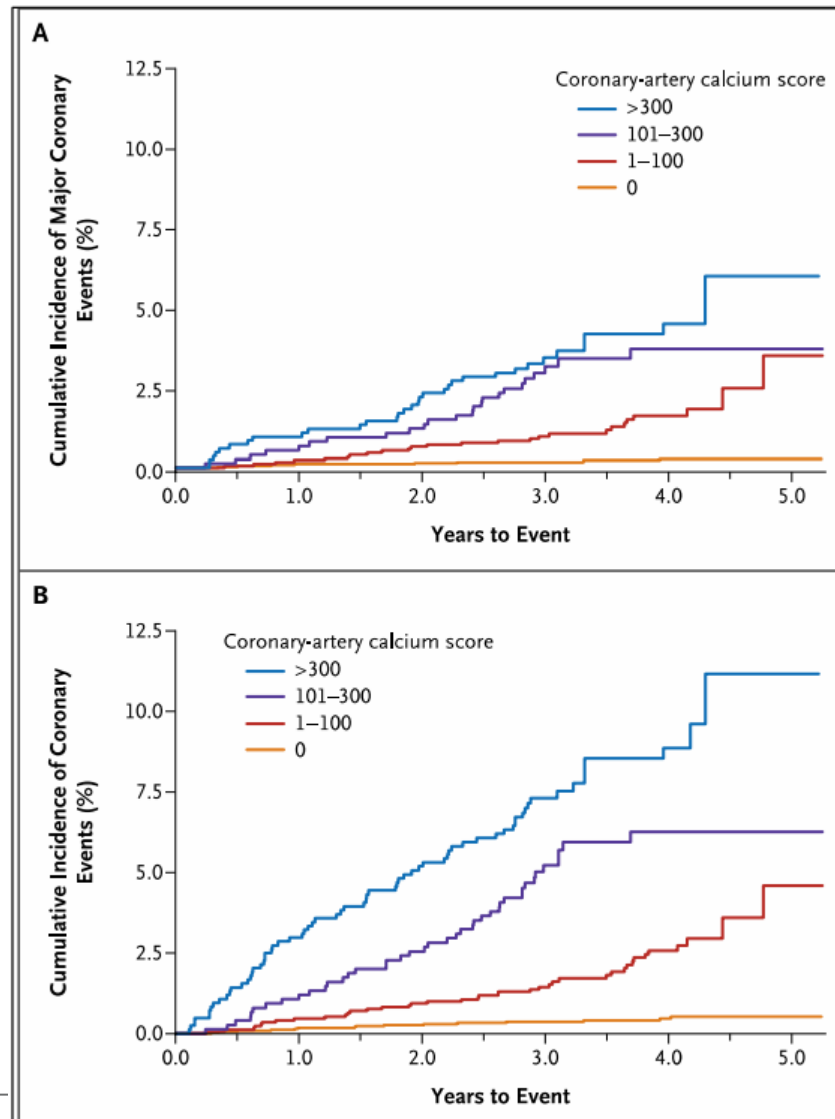 A
Cumulative Incidence of Major Coronary
Events (%)
12.5
10.0
7.5
5.0
2.5
0.0
Coronary-artery calcium score
>300
101–300
1–100
0
0.0 1.0 2.0 3.0 4.0 5.0
Years to Event
B
Cumulative Incidence of Coronary
Events (%)
12.5
10.0
7.5
5.0
2.5
0.0
Coronary-artery calcium score
>300
101–300
1–100
0
0.0 1.0 2.0 3.0 4.0 5.0
Years to Event